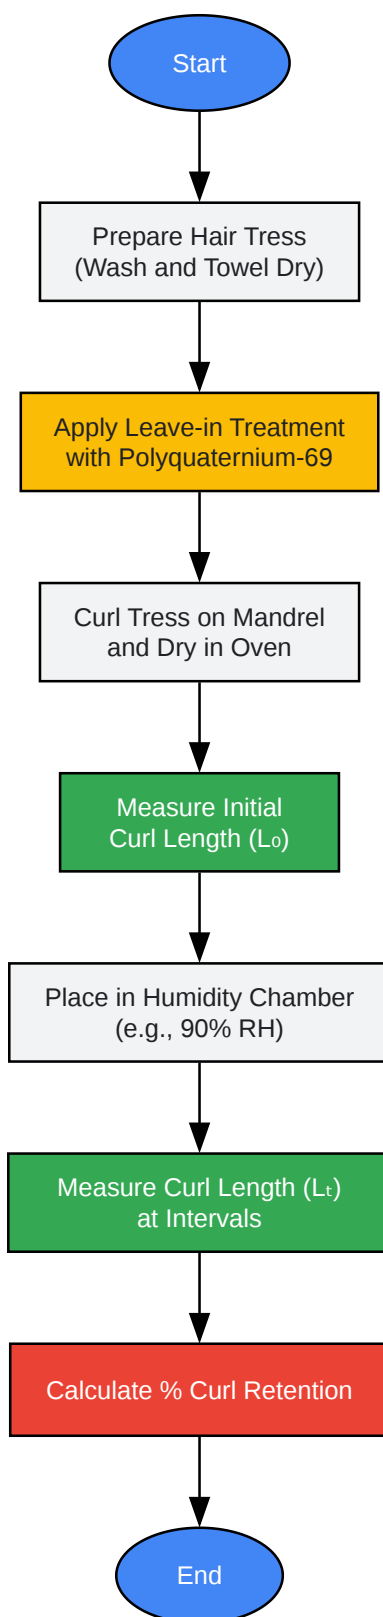 Start
Prepare Hair Tress
(Wash and Towel Dry)
Apply Leave-in Treatment
with Polyquaternium-69
Curl Tress on Mandrel
and Dry in Oven
Measure Initial
Curl Length (L₀)
Place in Humidity Chamber
(e.g., 90% RH)
Measure Curl Length (Lₜ)
at Intervals
Calculate % Curl Retention
End